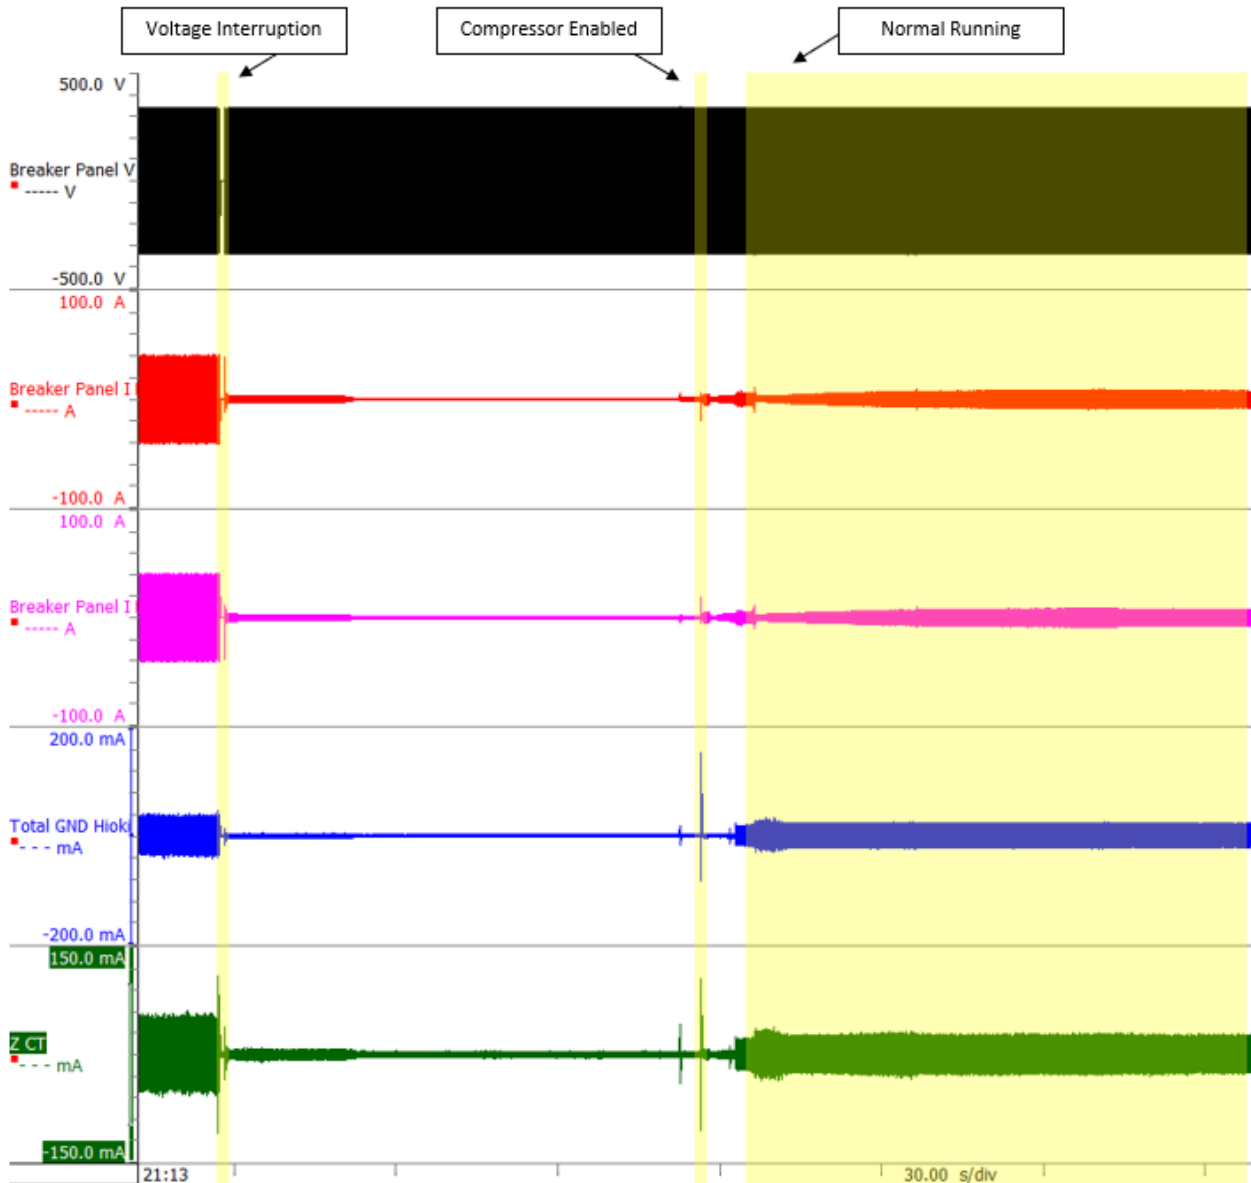 Voltage Interruption
Compressor Enabled
Normal Running
500.0 V
Breaker Panel V
----- V
-500.0 V
100.0 A
Breaker Panel I
----- A
-100.0 A
100.0 A
Breaker Panel I
----- A
-100.0 A
200.0 mA
Total GND Hioki
- - - mA
-200.0 mA
150.0 mA
Z CT
- - - mA
-150.0 mA
21:13
30.00 s/div